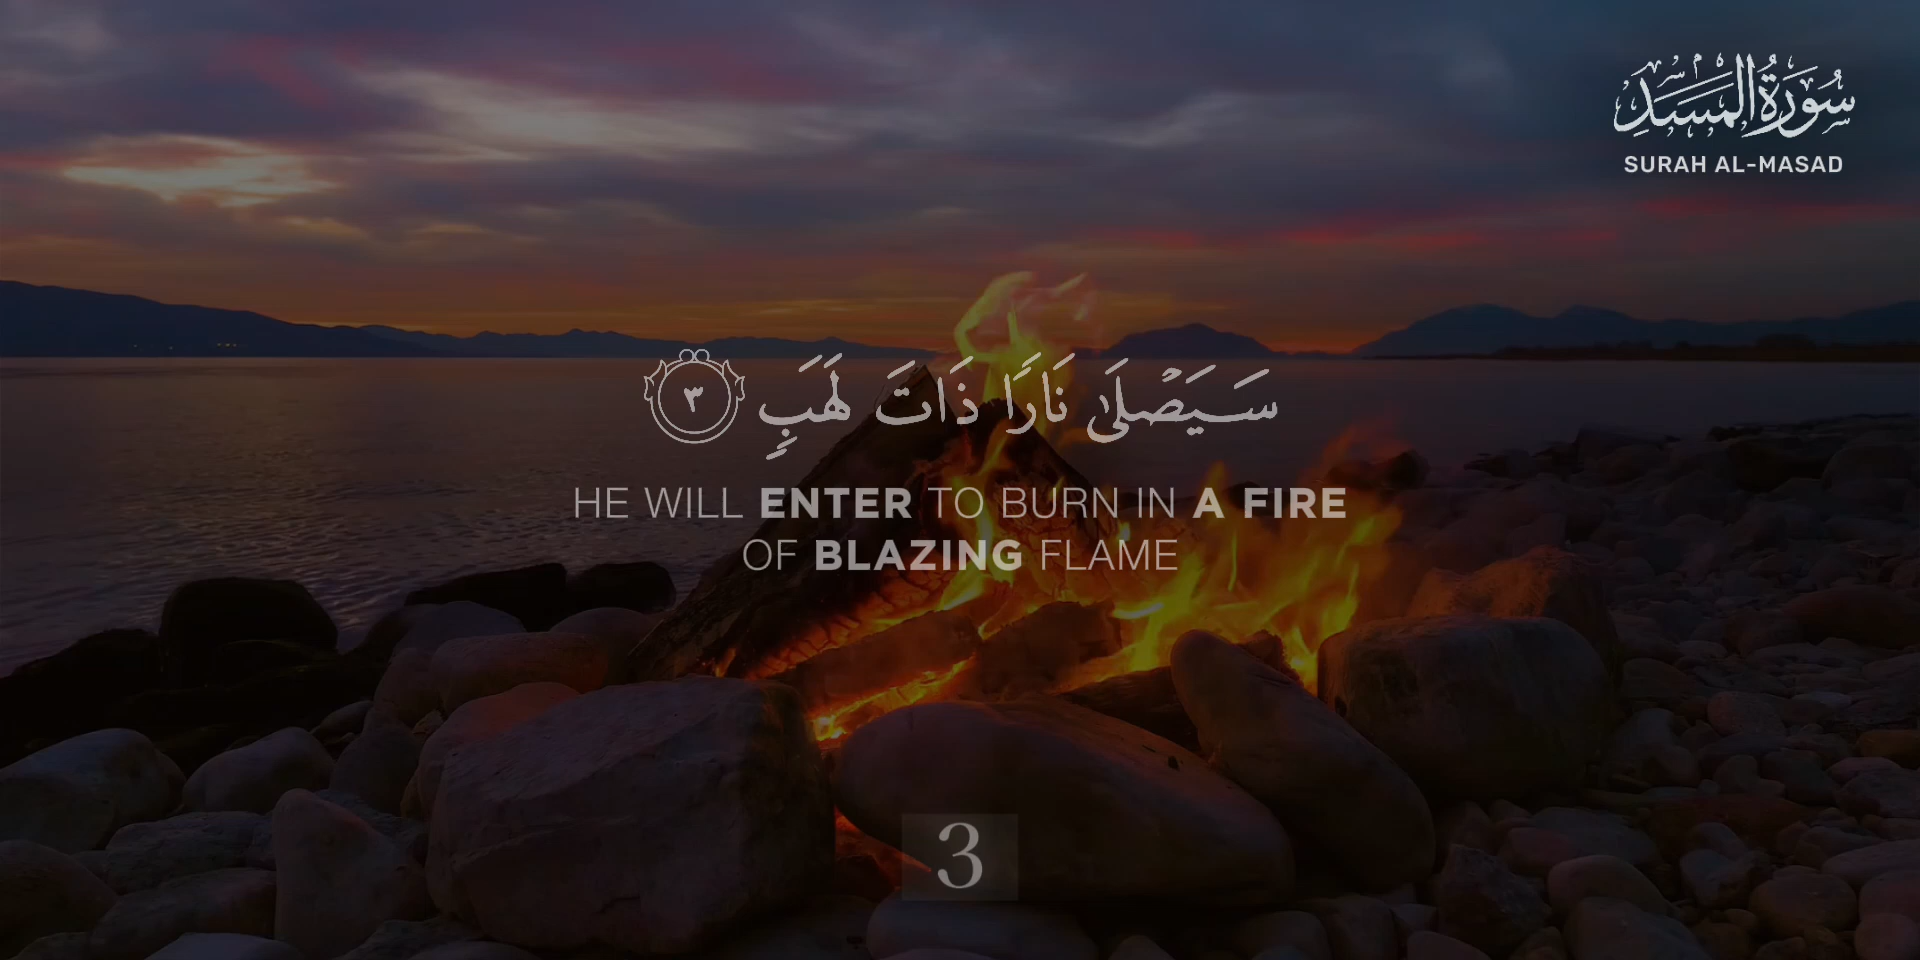 سُورَةُ المَسَدِ
SURAH AL-MASAD
سَيَصْلَىٰ نَارًا ذَاتَ لَهَبٍ ٣
HE WILL ENTER TO BURN IN A FIRE
OF BLAZING FLAME
3